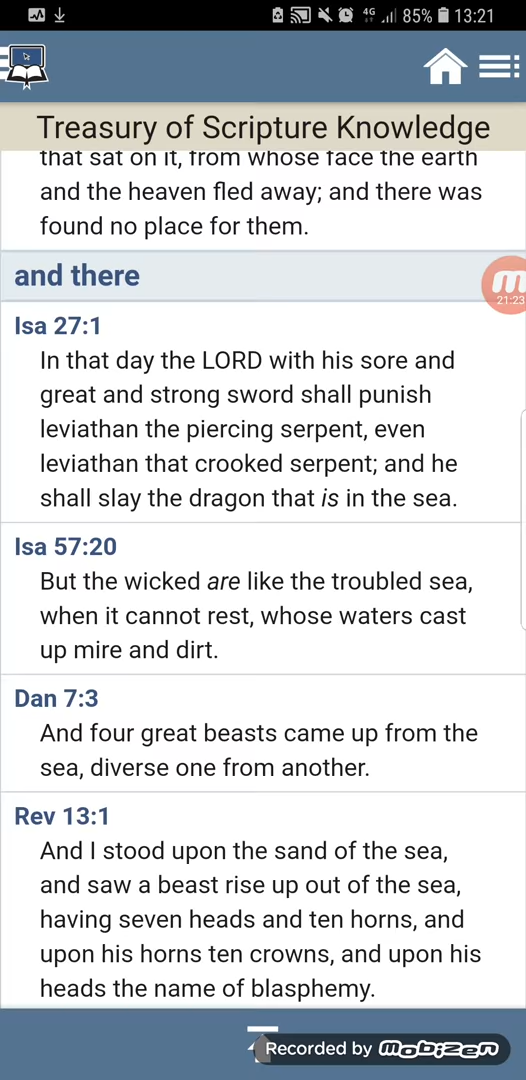 4G 85% 13:21
Treasury of Scripture Knowledge
that sat on it, from whose face the earth
and the heaven fled away; and there was
found no place for them.
and there
21:23
Isa 27:1
In that day the LORD with his sore and
great and strong sword shall punish
leviathan the piercing serpent, even
leviathan that crooked serpent; and he
shall slay the dragon that is in the sea.
Isa 57:20
But the wicked are like the troubled sea,
when it cannot rest, whose waters cast
up mire and dirt.
Dan 7:3
And four great beasts came up from the
sea, diverse one from another.
Rev 13:1
And I stood upon the sand of the sea,
and saw a beast rise up out of the sea,
having seven heads and ten horns, and
upon his horns ten crowns, and upon his
heads the name of blasphemy.
Recorded by mobizen